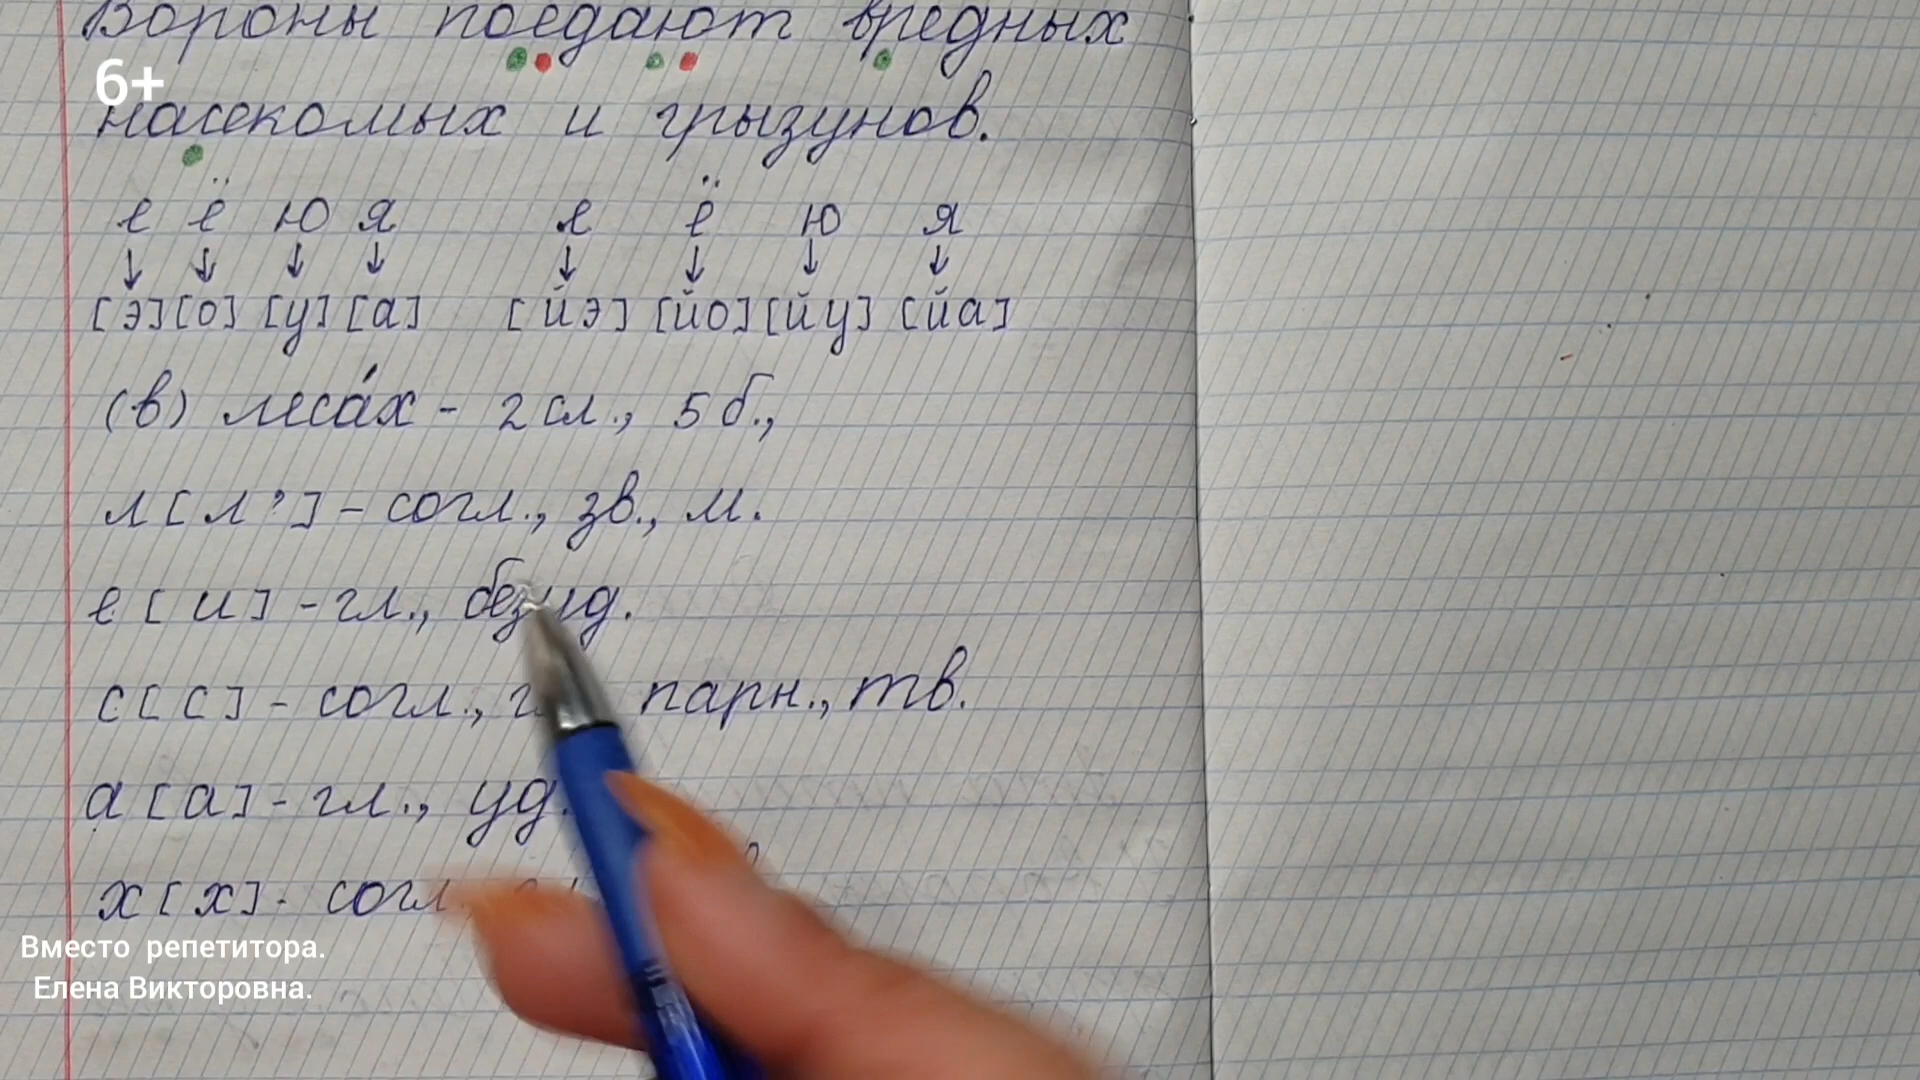 Вороны поедают вредных
6+
насекомых и грызунов.
е ё ю я е ё ю я
↓ ↓ ↓ ↓ ↓ ↓ ↓ ↓
[э] [о] [у] [а] [йэ] [йо] [йу] [йа]
(в) леса́х - 2 сл., 5 б.,
л [л’] - согл., зв., м.
е [и] - гл., безуд.
с [с] - согл., парн., тв.
а [а] - гл., уд.
х [х] - согл.
Вместо репетитора.
Елена Викторовна.